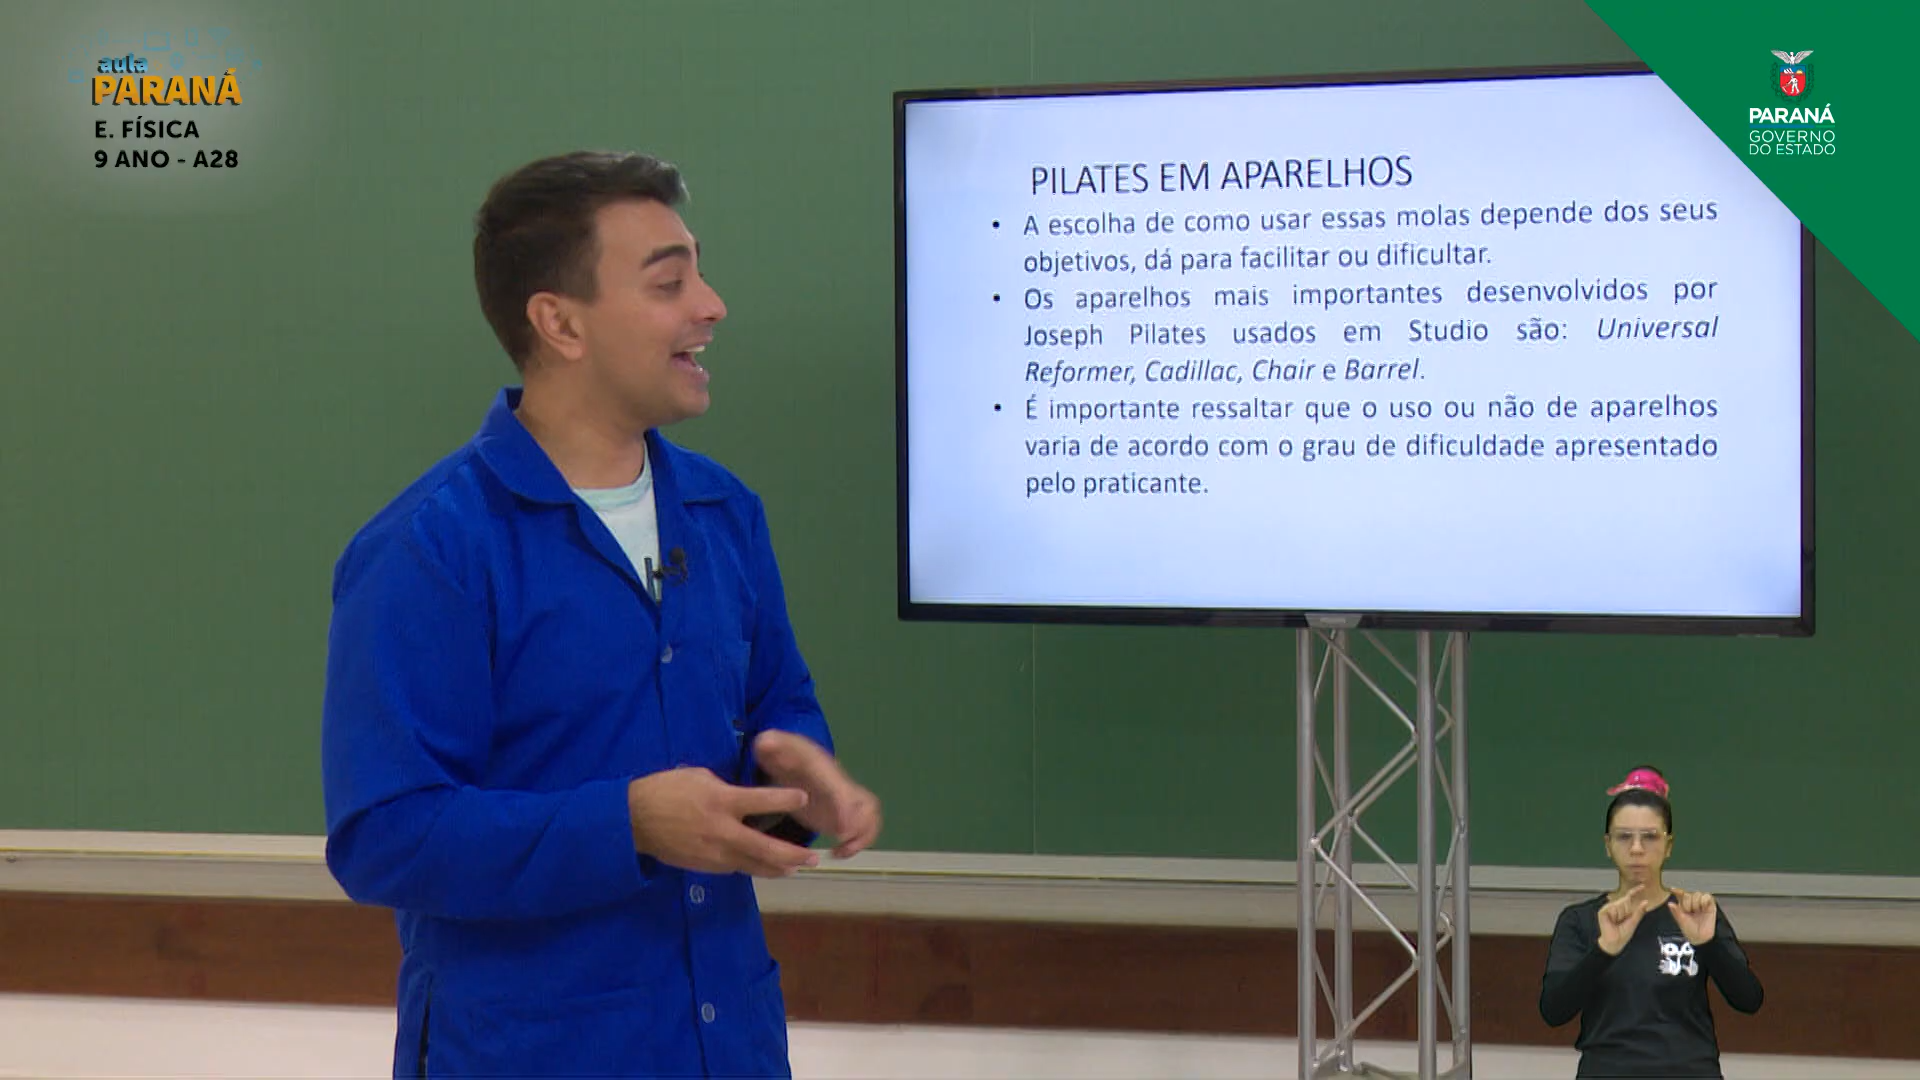 aula
PARANÁ
E. FÍSICA
9 ANO - A28
PARANÁ
GOVERNO
DO ESTADO
PILATES EM APARELHOS
• A escolha de como usar essas molas depende dos seus
objetivos, dá para facilitar ou dificultar.
• Os aparelhos mais importantes desenvolvidos por
Joseph Pilates usados em Studio são: Universal
Reformer, Cadillac, Chair e Barrel.
• É importante ressaltar que o uso ou não de aparelhos
varia de acordo com o grau de dificuldade apresentado
pelo praticante.